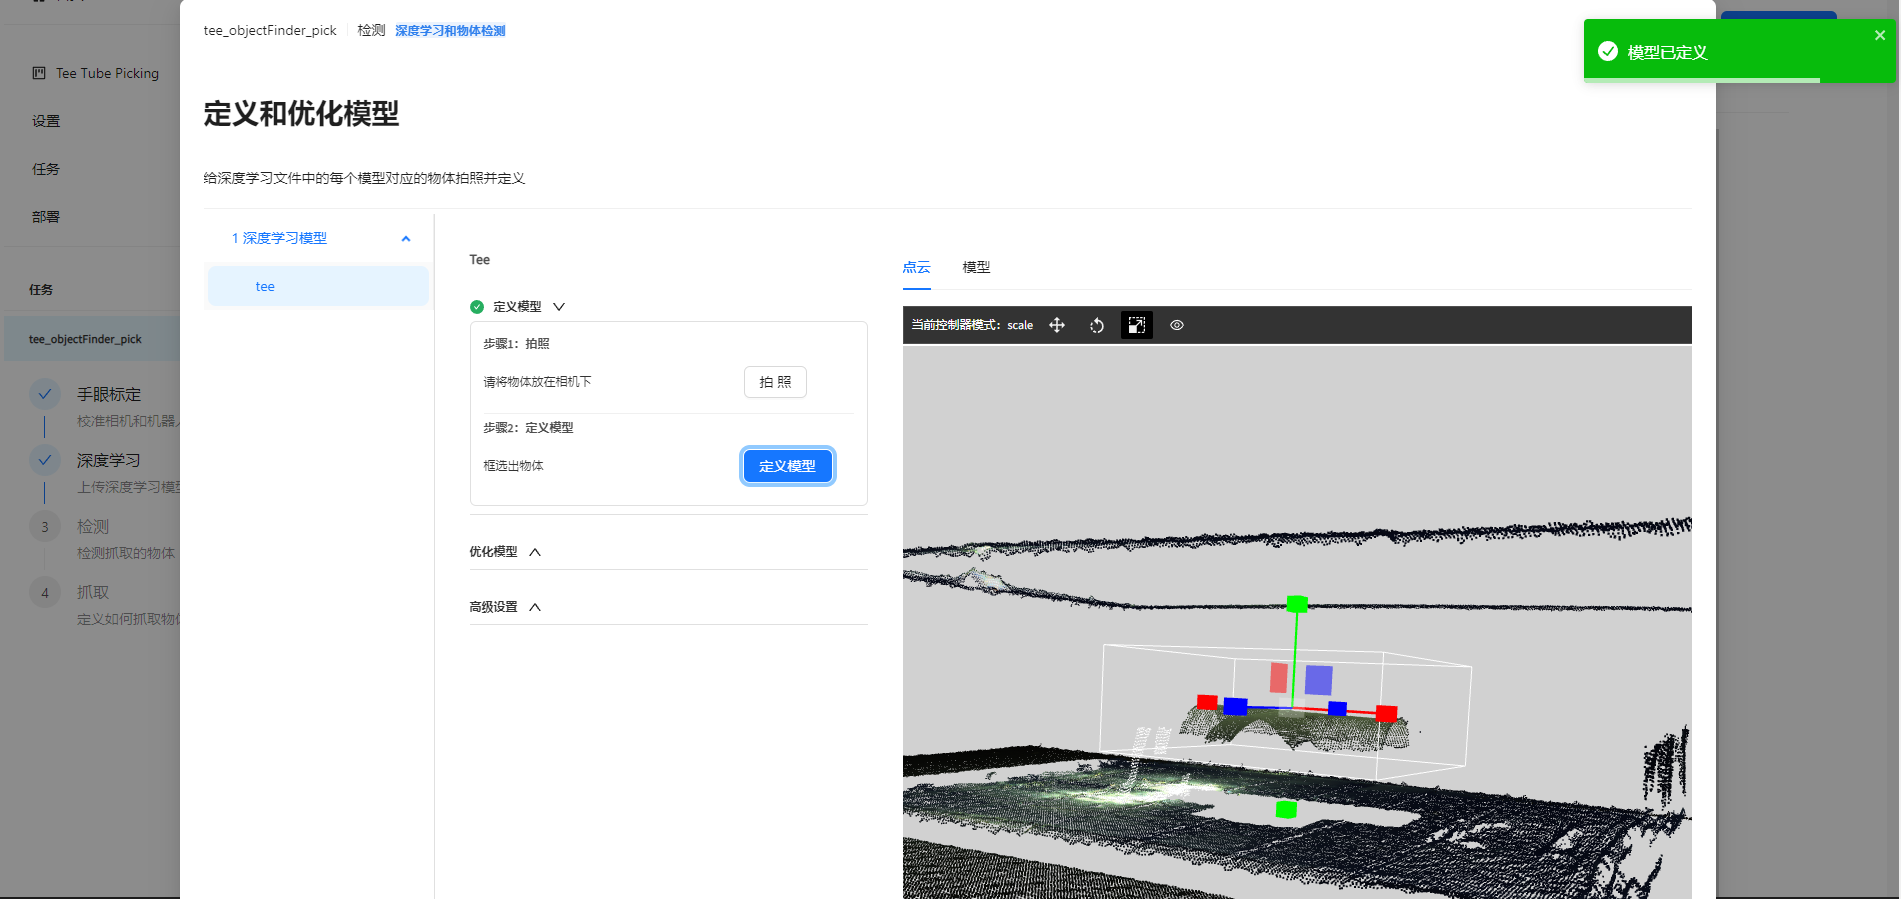 tee_objectFinder_pick 检测 深度学习和物体检测
模型已定义
Tee Tube Picking
设置
任务
部署
任务
tee_objectFinder_pick
手眼标定
校准相机和机器
深度学习
上传深度学习模
3 检测
检测抓取的物体
4 抓取
定义如何抓取物
定义和优化模型
给深度学习文件中的每个模型对应的物体拍照并定义
1 深度学习模型
tee
Tee
定义模型
步骤1：拍照
请将物体放在相机下
拍 照
步骤2：定义模型
框选出物体
定义模型
优化模型
高级设置
点云 模型
当前控制器模式：scale